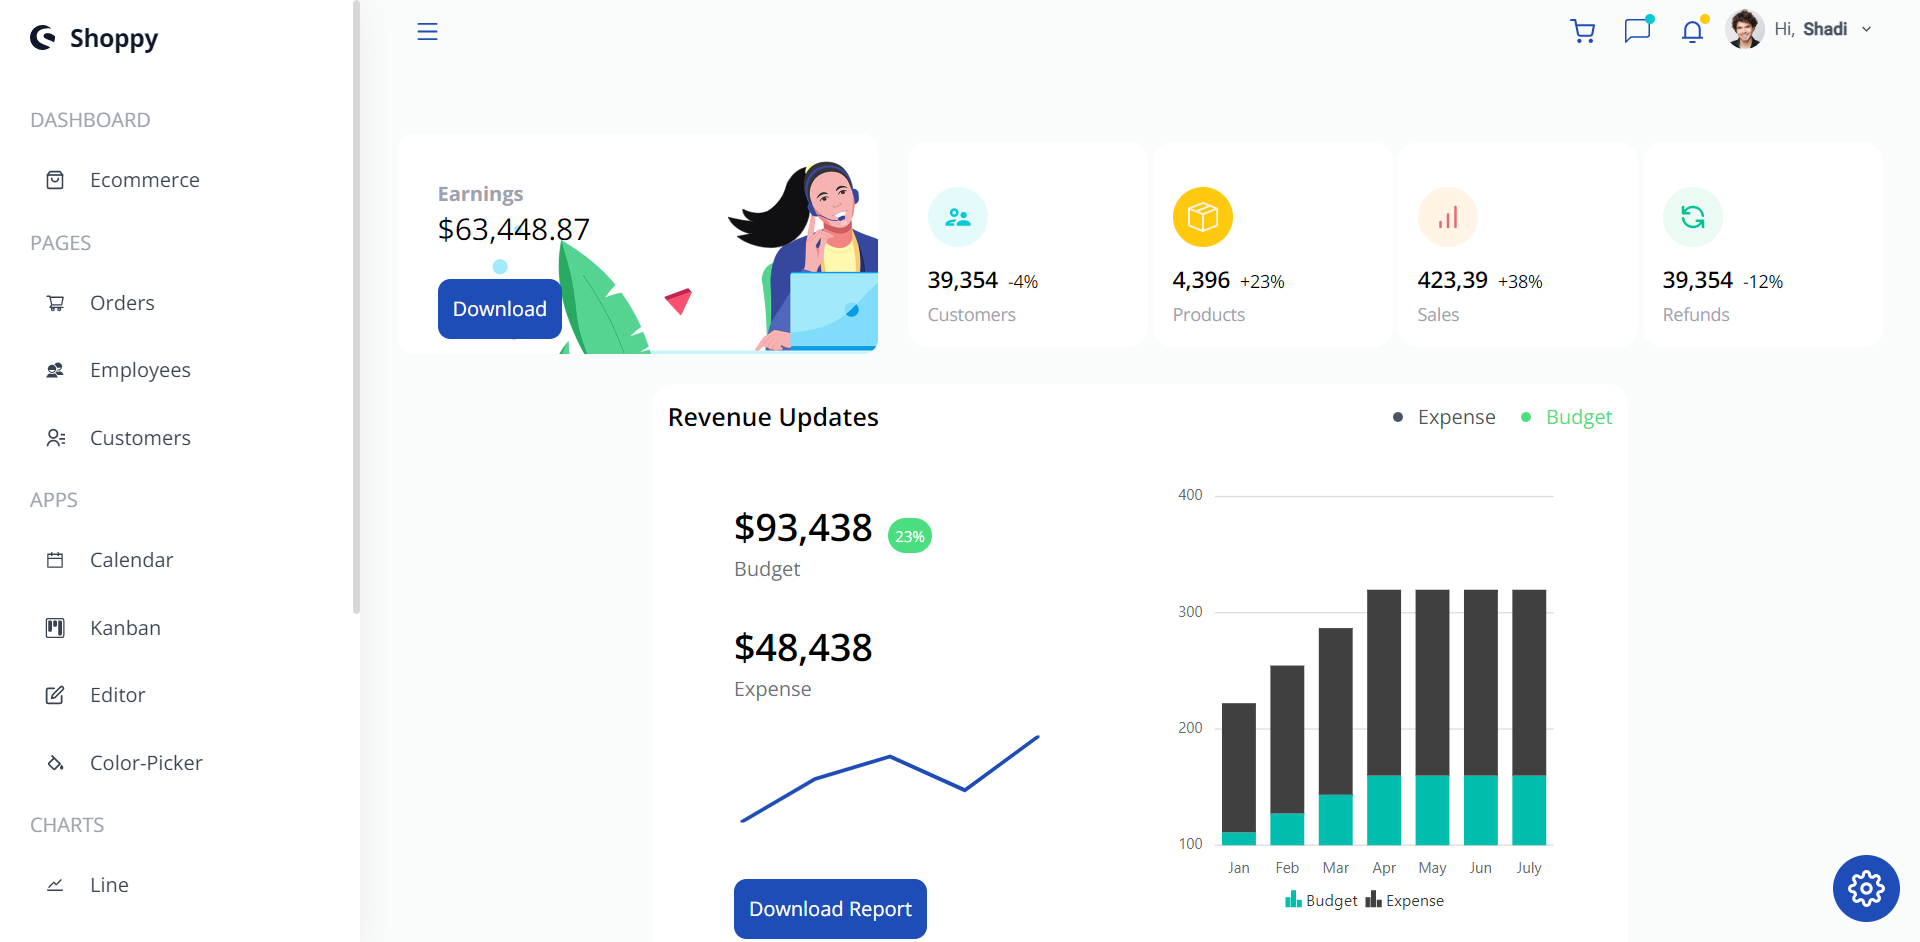 Shoppy
DASHBOARD
Ecommerce
PAGES
Orders
Employees
Customers
APPS
Calendar
Kanban
Editor
Color-Picker
CHARTS
Line
Hi, Shadi
Earnings
$63,448.87
Download
39,354 -4%
Customers
4,396 +23%
Products
423,39 +38%
Sales
39,354 -12%
Refunds
Revenue Updates
Expense Budget
$93,438 23%
Budget
$48,438
Expense
Download Report
400
300
200
100
Jan Feb Mar Apr May Jun July
Budget Expense